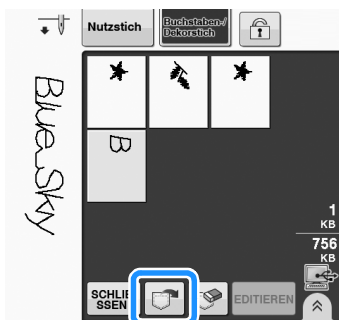 Nutzstich
Buchstaben-/
Dekorstich
Blue_Sky
B
1
KB
756
KB
SCHLIE
SSEN
EDITIEREN